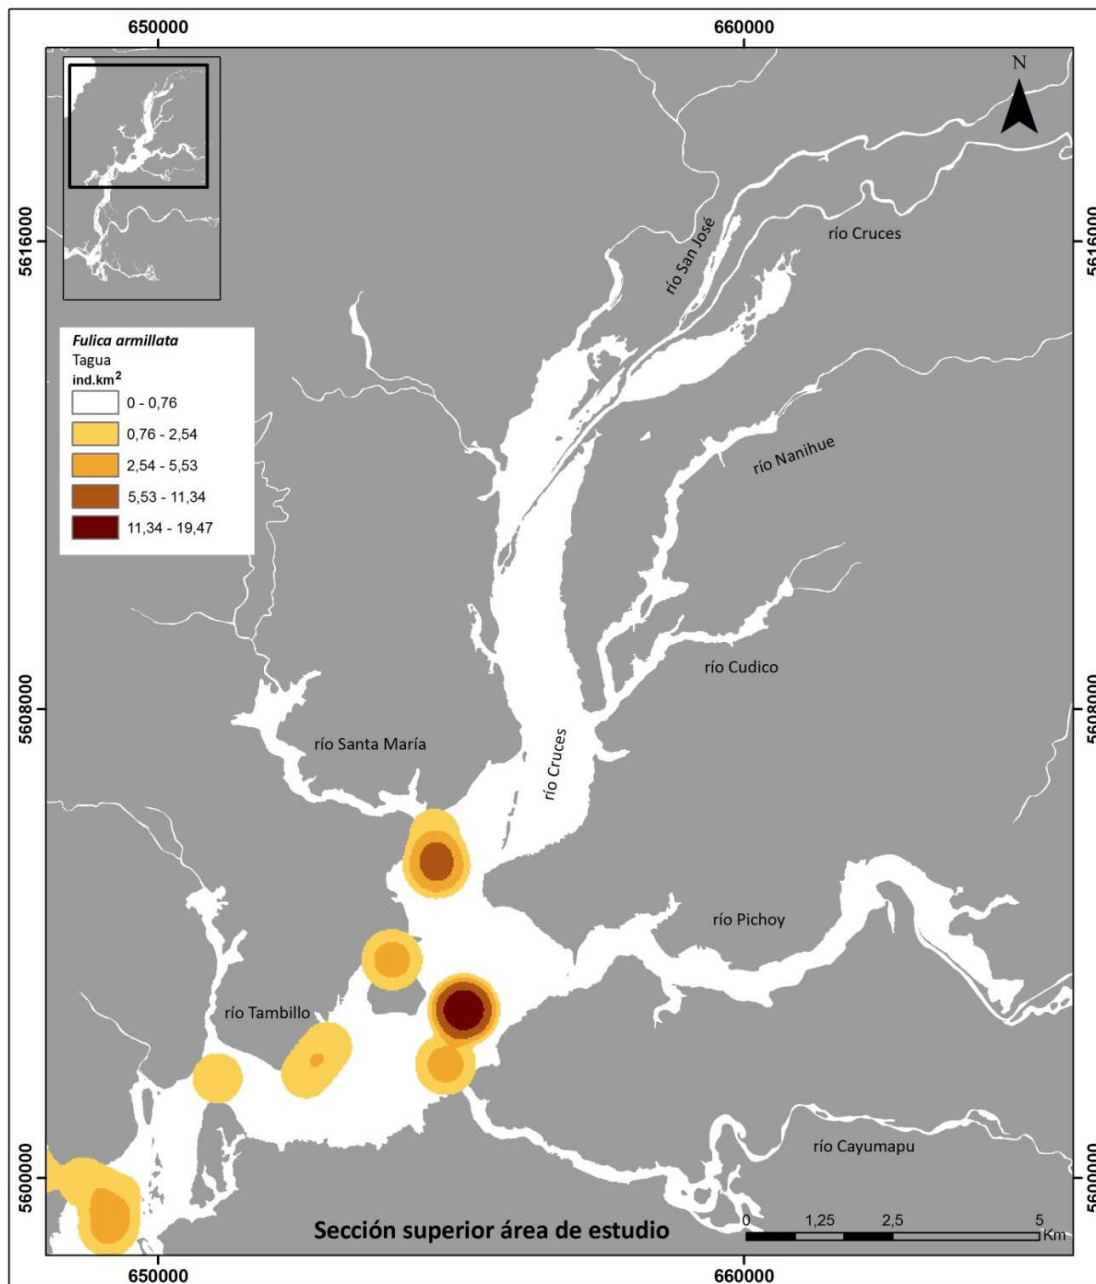 650000
660000
N
5616000
5616000
río San José
río Cruces
Fulica armillata
Tagua
ind.km2
0 - 0,76
0,76 - 2,54
2,54 - 5,53
5,53 - 11,34
11,34 - 19,47
río Nanihue
río Cudico
5608000
5608000
río Santa María
río Cruces
río Pichoy
río Tambillo
río Cayumapu
5600000
5600000
Sección superior área de estudio
0 1,25 2,5 5
Km
650000
660000